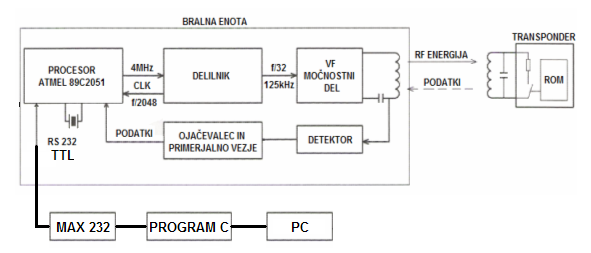 BRALNA ENOTA
PROCESOR
ATMEL 89C2051
4MHz
CLK
f/2048
DELILNIK
f/32
125kHz
VF
MOČNOSTNI
DEL
RF ENERGIJA
PODATKI
TRANSPONDER
ROM
RS 232
TTL
PODATKI
OJAČEVALEC IN
PRIMERJALNO VEZJE
DETEKTOR
MAX 232
PROGRAM C
PC